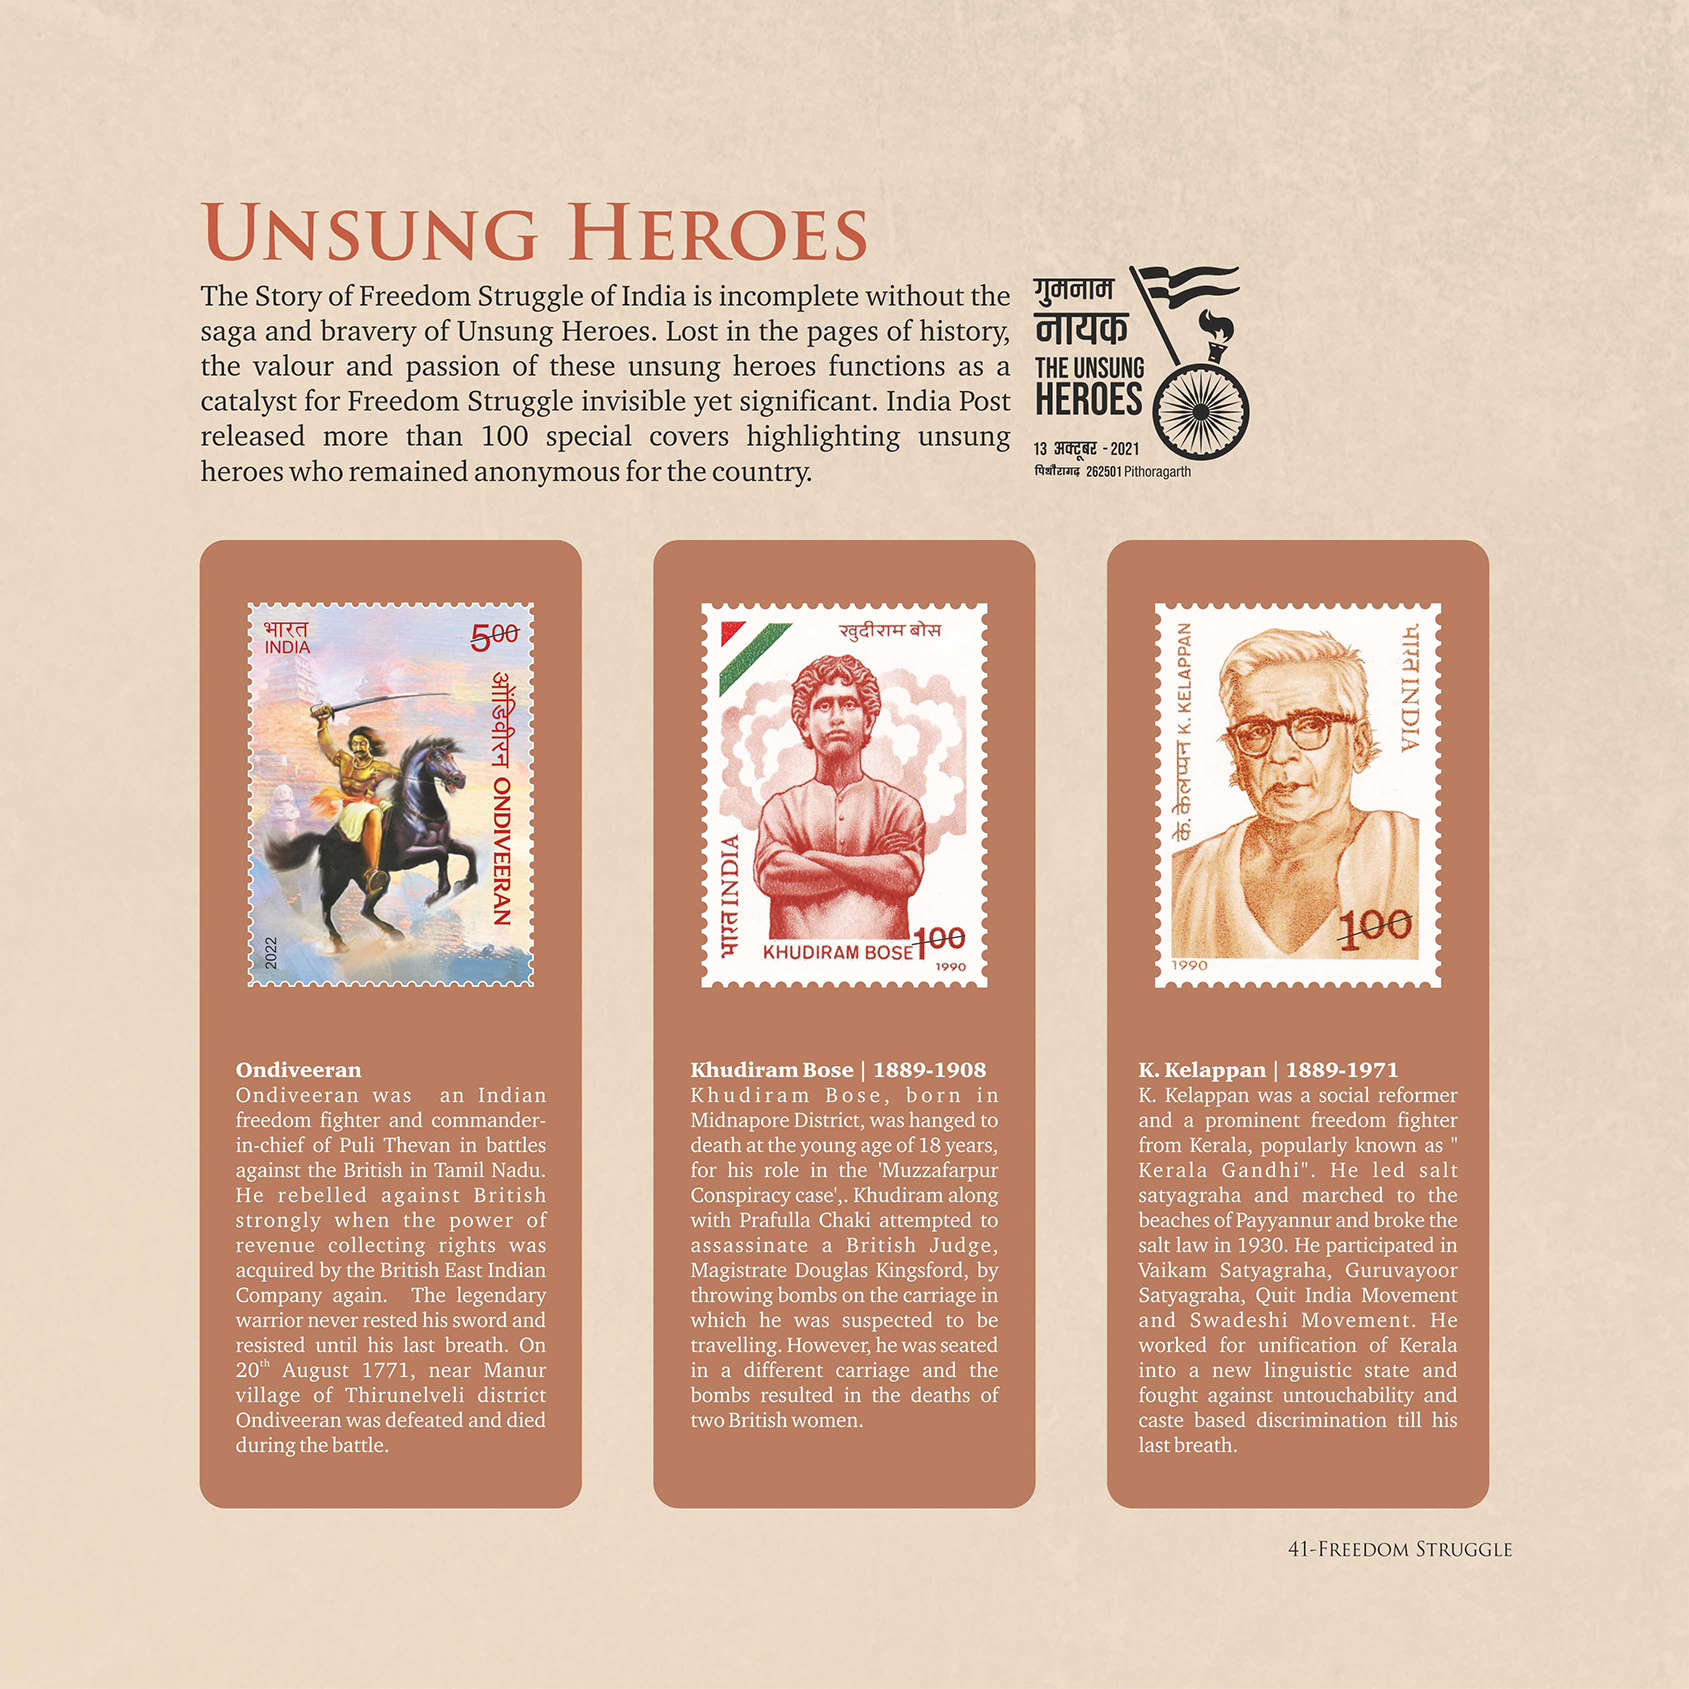 UNSUNG HEROES
The Story of Freedom Struggle of India is incomplete without the
saga and bravery of Unsung Heroes. Lost in the pages of history,
the valour and passion of these unsung heroes functions as a
catalyst for Freedom Struggle invisible yet significant. India Post
released more than 100 special covers highlighting unsung
heroes who remained anonymous for the country.
गुमनाम
नायक
THE UNSUNG
HEROES
13 अक्टूबर - 2021
पिथौरागढ़ 262501 Pithoragarth
भारत
INDIA
500
ओंडिवीरन ONDIVEERAN
2022
Ondiveeran
Ondiveeran was an Indian
freedom fighter and commander-
in-chief of Puli Thevan in battles
against the British in Tamil Nadu.
He rebelled against British
strongly when the power of
revenue collecting rights was
acquired by the British East Indian
Company again. The legendary
warrior never rested his sword and
resisted until his last breath. On
20th August 1771, near Manur
village of Thirunelveli district
Ondiveeran was defeated and died
during the battle.
खुदीराम बोस
भारत INDIA
KHUDIRAM BOSE
100
1990
Khudiram Bose | 1889-1908
Khudiram Bose, born in
Midnapore District, was hanged to
death at the young age of 18 years,
for his role in the 'Muzzafarpur
Conspiracy case',. Khudiram along
with Prafulla Chaki attempted to
assassinate a British Judge,
Magistrate Douglas Kingsford, by
throwing bombs on the carriage in
which he was suspected to be
travelling. However, he was seated
in a different carriage and the
bombs resulted in the deaths of
two British women.
के. केलप्पन K. KELAPPAN
भारत INDIA
100
1990
K. Kelappan | 1889-1971
K. Kelappan was a social reformer
and a prominent freedom fighter
from Kerala, popularly known as "
Kerala Gandhi". He led salt
satyagraha and marched to the
beaches of Payyannur and broke the
salt law in 1930. He participated in
Vaikam Satyagraha, Guruvayoor
Satyagraha, Quit India Movement
and Swadeshi Movement. He
worked for unification of Kerala
into a new linguistic state and
fought against untouchability and
caste based discrimination till his
last breath.
41-FREEDOM STRUGGLE